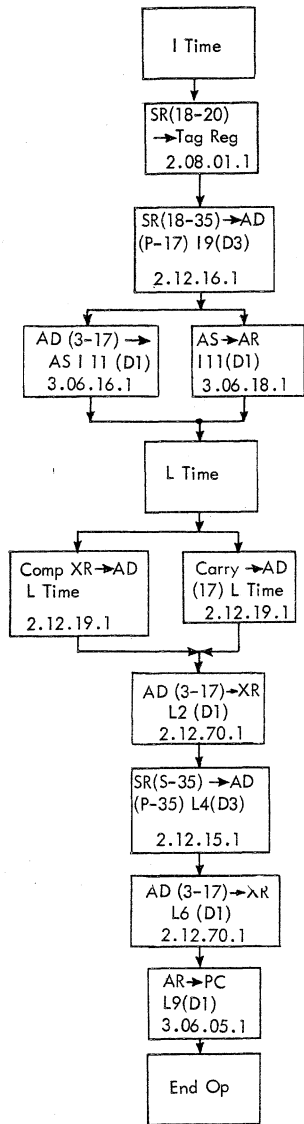 I Time
SR(18-20)
→Tag Reg
2.08.01.1
SR(18-35)→AD
(P-17) I9(D3)
2.12.16.1
AD (3-17)→
AS I 11 (D1)
3.06.16.1
AS→AR
I11(D1)
3.06.18.1
L Time
Comp XR→AD
L Time
2.12.19.1
Carry →AD
(17) L Time
2.12.19.1
AD (3-17)→XR
L2 (D1)
2.12.70.1
SR(S-35)→AD
(P-35) L4(D3)
2.12.15.1
AD (3-17)→XR
L6 (D1)
2.12.70.1
AR→PC
L9(D1)
3.06.05.1
End Op